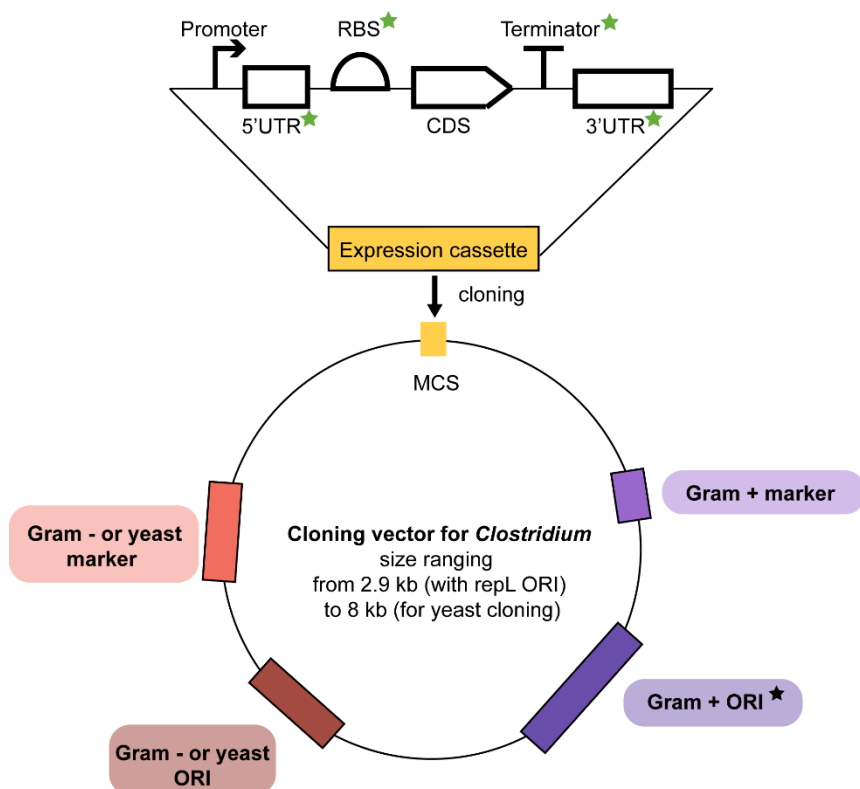 Promoter
RBS
Terminator
5'UTR
CDS
3'UTR
Expression cassette
cloning
MCS
Gram + marker
Gram - or yeast
marker
Cloning vector for Clostridium
size ranging
from 2.9 kb (with repL ORI)
to 8 kb (for yeast cloning)
Gram + ORI
Gram - or yeast
ORI